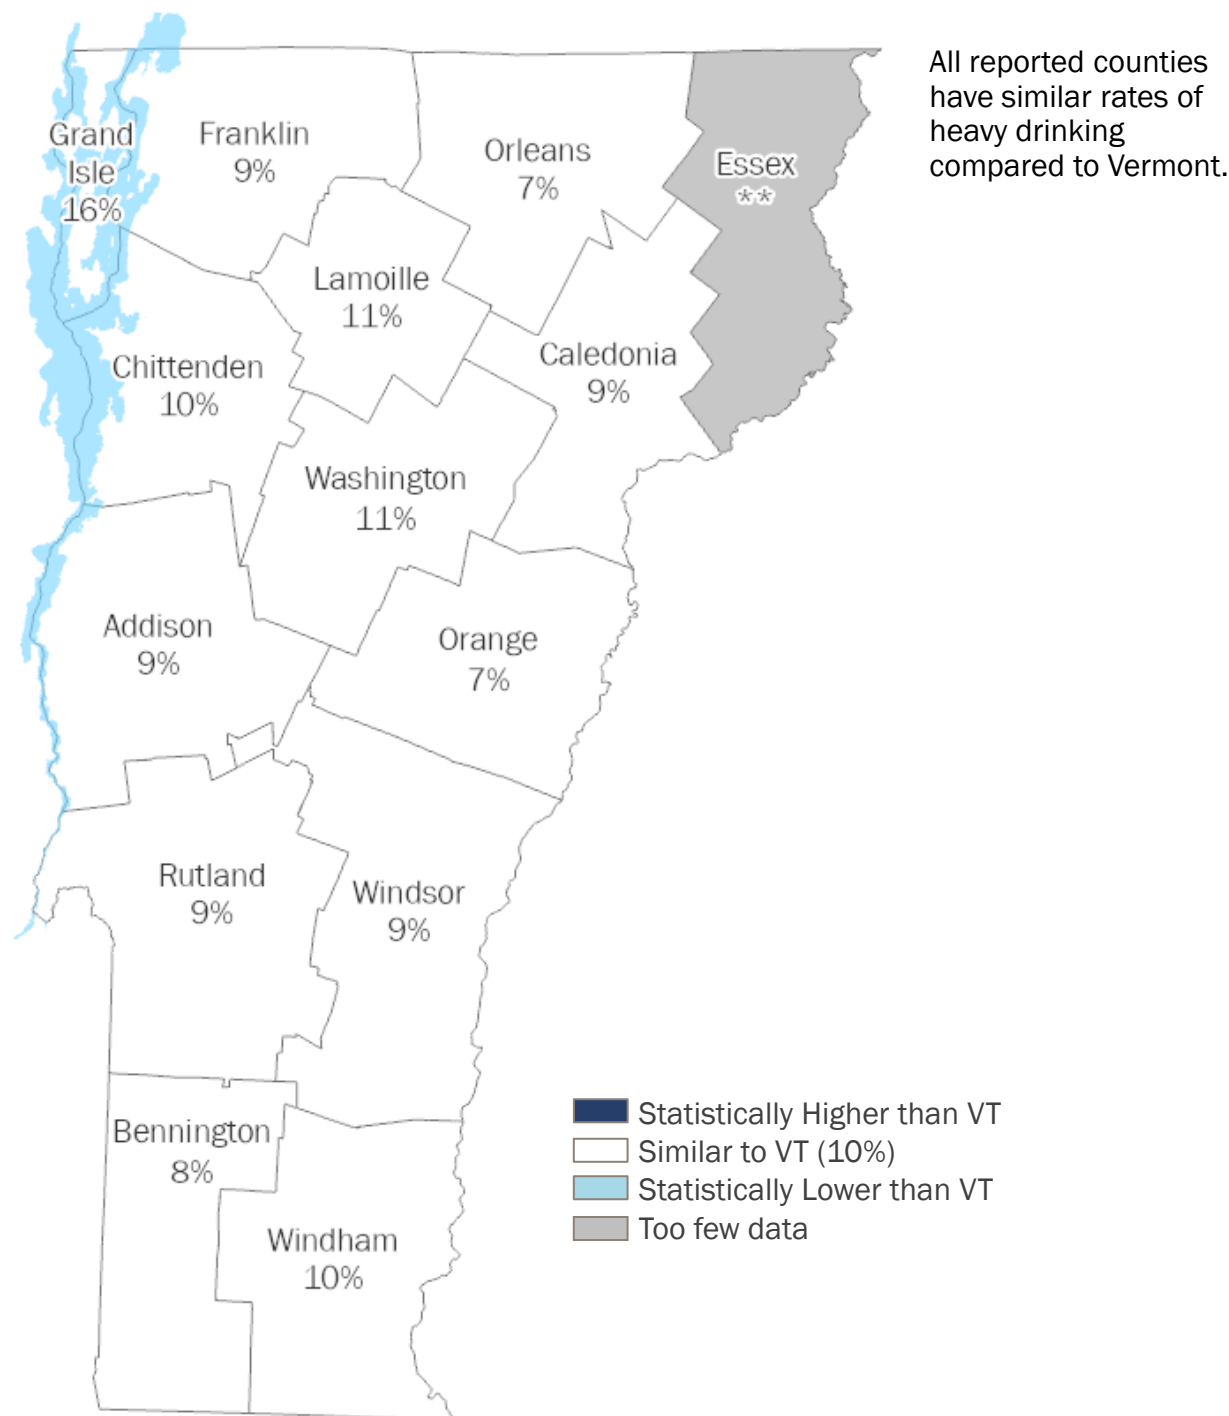 All reported counties
have similar rates of
heavy drinking
compared to Vermont.
Grand
Isle
16%
Franklin
9%
Orleans
7%
Essex
**
Lamoille
11%
Chittenden
10%
Caledonia
9%
Washington
11%
Addison
9%
Orange
7%
Rutland
9%
Windsor
9%
Bennington
8%
Windham
10%
Statistically Higher than VT
Similar to VT (10%)
Statistically Lower than VT
Too few data